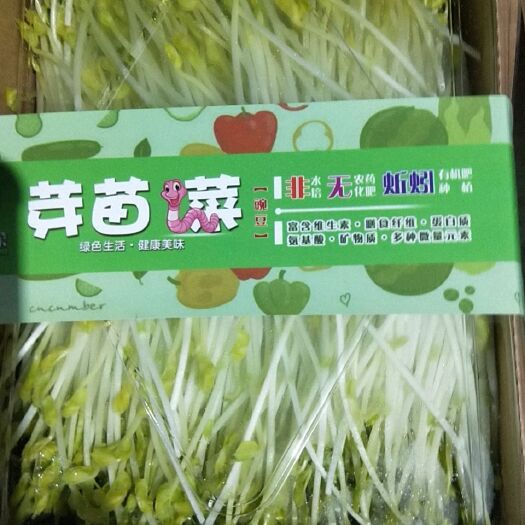 芽苗菜
绿色生活·健康美味
【豌豆】
非水培 无农药化肥 蚯蚓有机肥种植
富含维生素·膳食纤维·蛋白质
氨基酸·矿物质·多种微量元素
cucumber